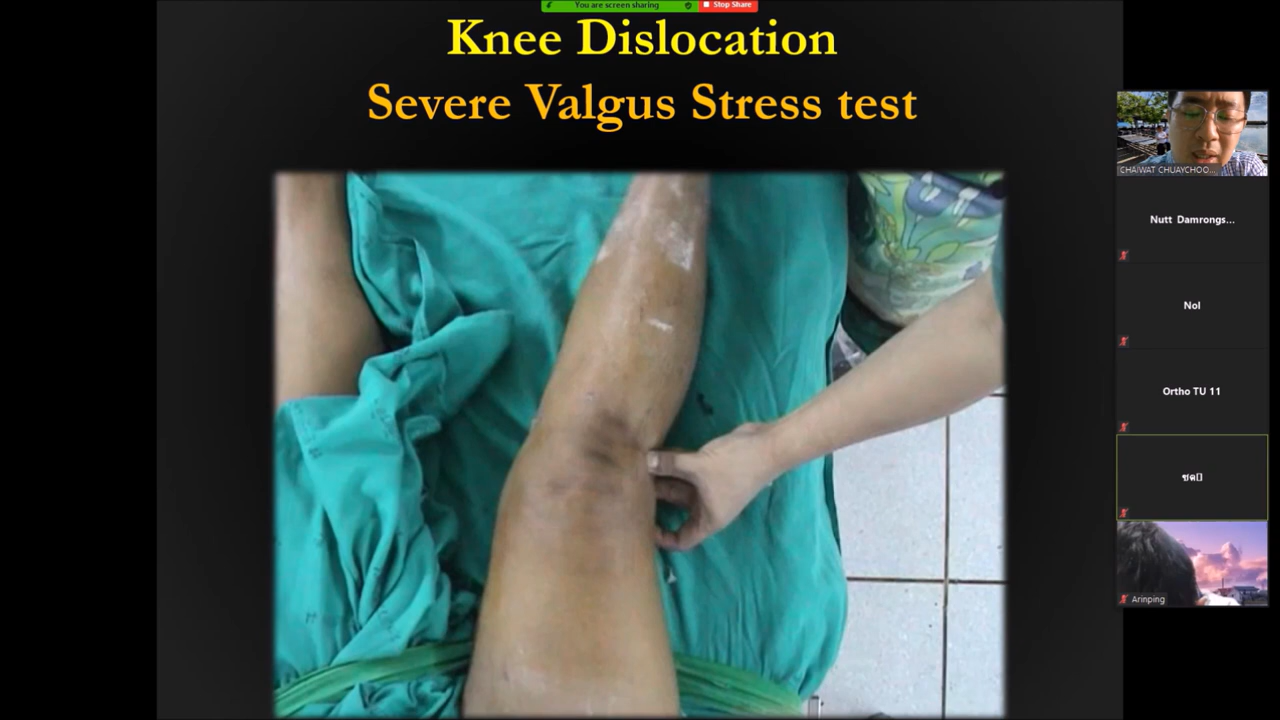 You are screen sharing
Stop Share
Knee Dislocation
Severe Valgus Stress test
CHAIWAT CHUAYCHOO...
Nutt Damrongs...
Nol
Ortho TU 11
Arinping